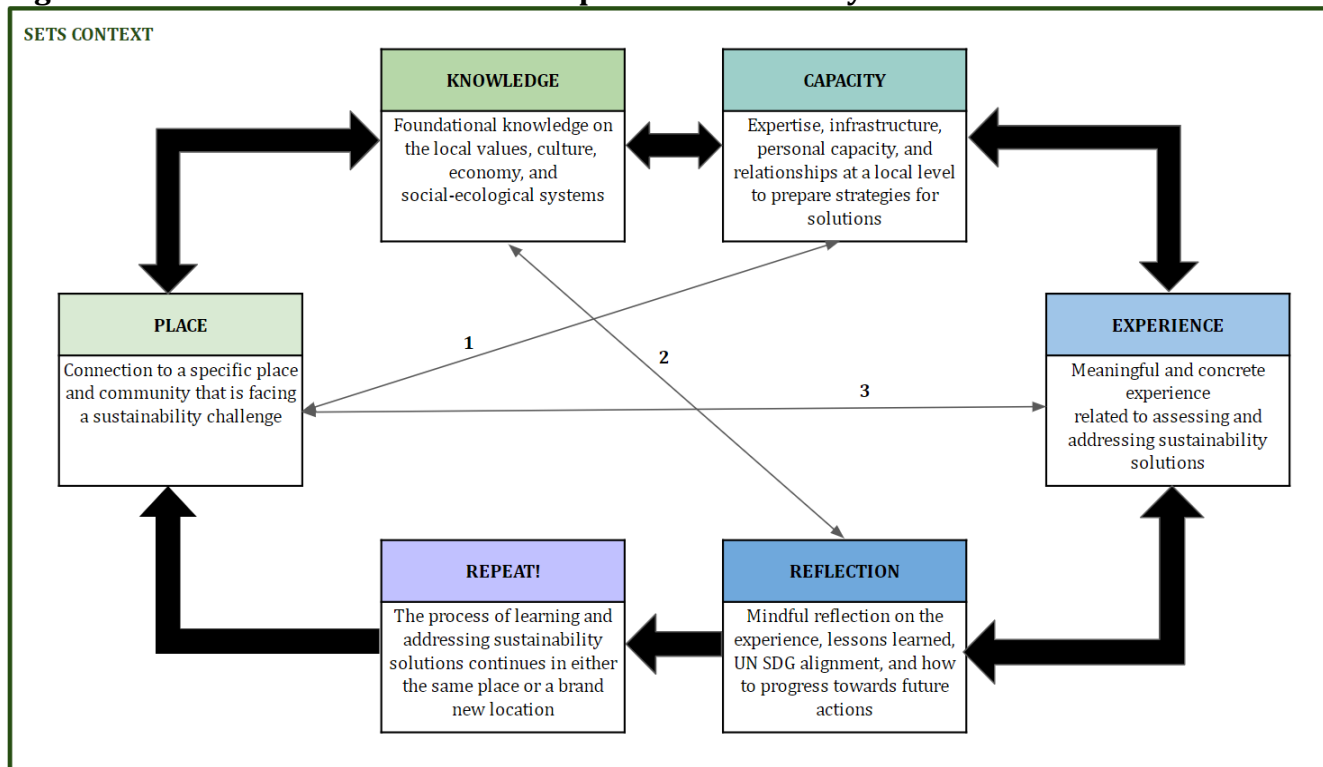 SETS CONTEXT
KNOWLEDGE
Foundational knowledge on
the local values, culture,
economy, and
social-ecological systems
CAPACITY
Expertise, infrastructure,
personal capacity, and
relationships at a local level
to prepare strategies for
solutions
PLACE
Connection to a specific place
and community that is facing
a sustainability challenge
1
2
3
EXPERIENCE
Meaningful and concrete
experience
related to assessing and
addressing sustainability
solutions
REPEAT!
The process of learning and
addressing sustainability
solutions continues in either
the same place or a brand
new location
REFLECTION
Mindful reflection on the
experience, lessons learned,
UN SDG alignment, and how
to progress towards future
actions